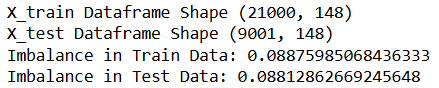 X_train Dataframe Shape (21000, 148)
X_test Dataframe Shape (9001, 148)
Imbalance in Train Data: 0.08875985068436333
Imbalance in Test Data: 0.08812862669245648